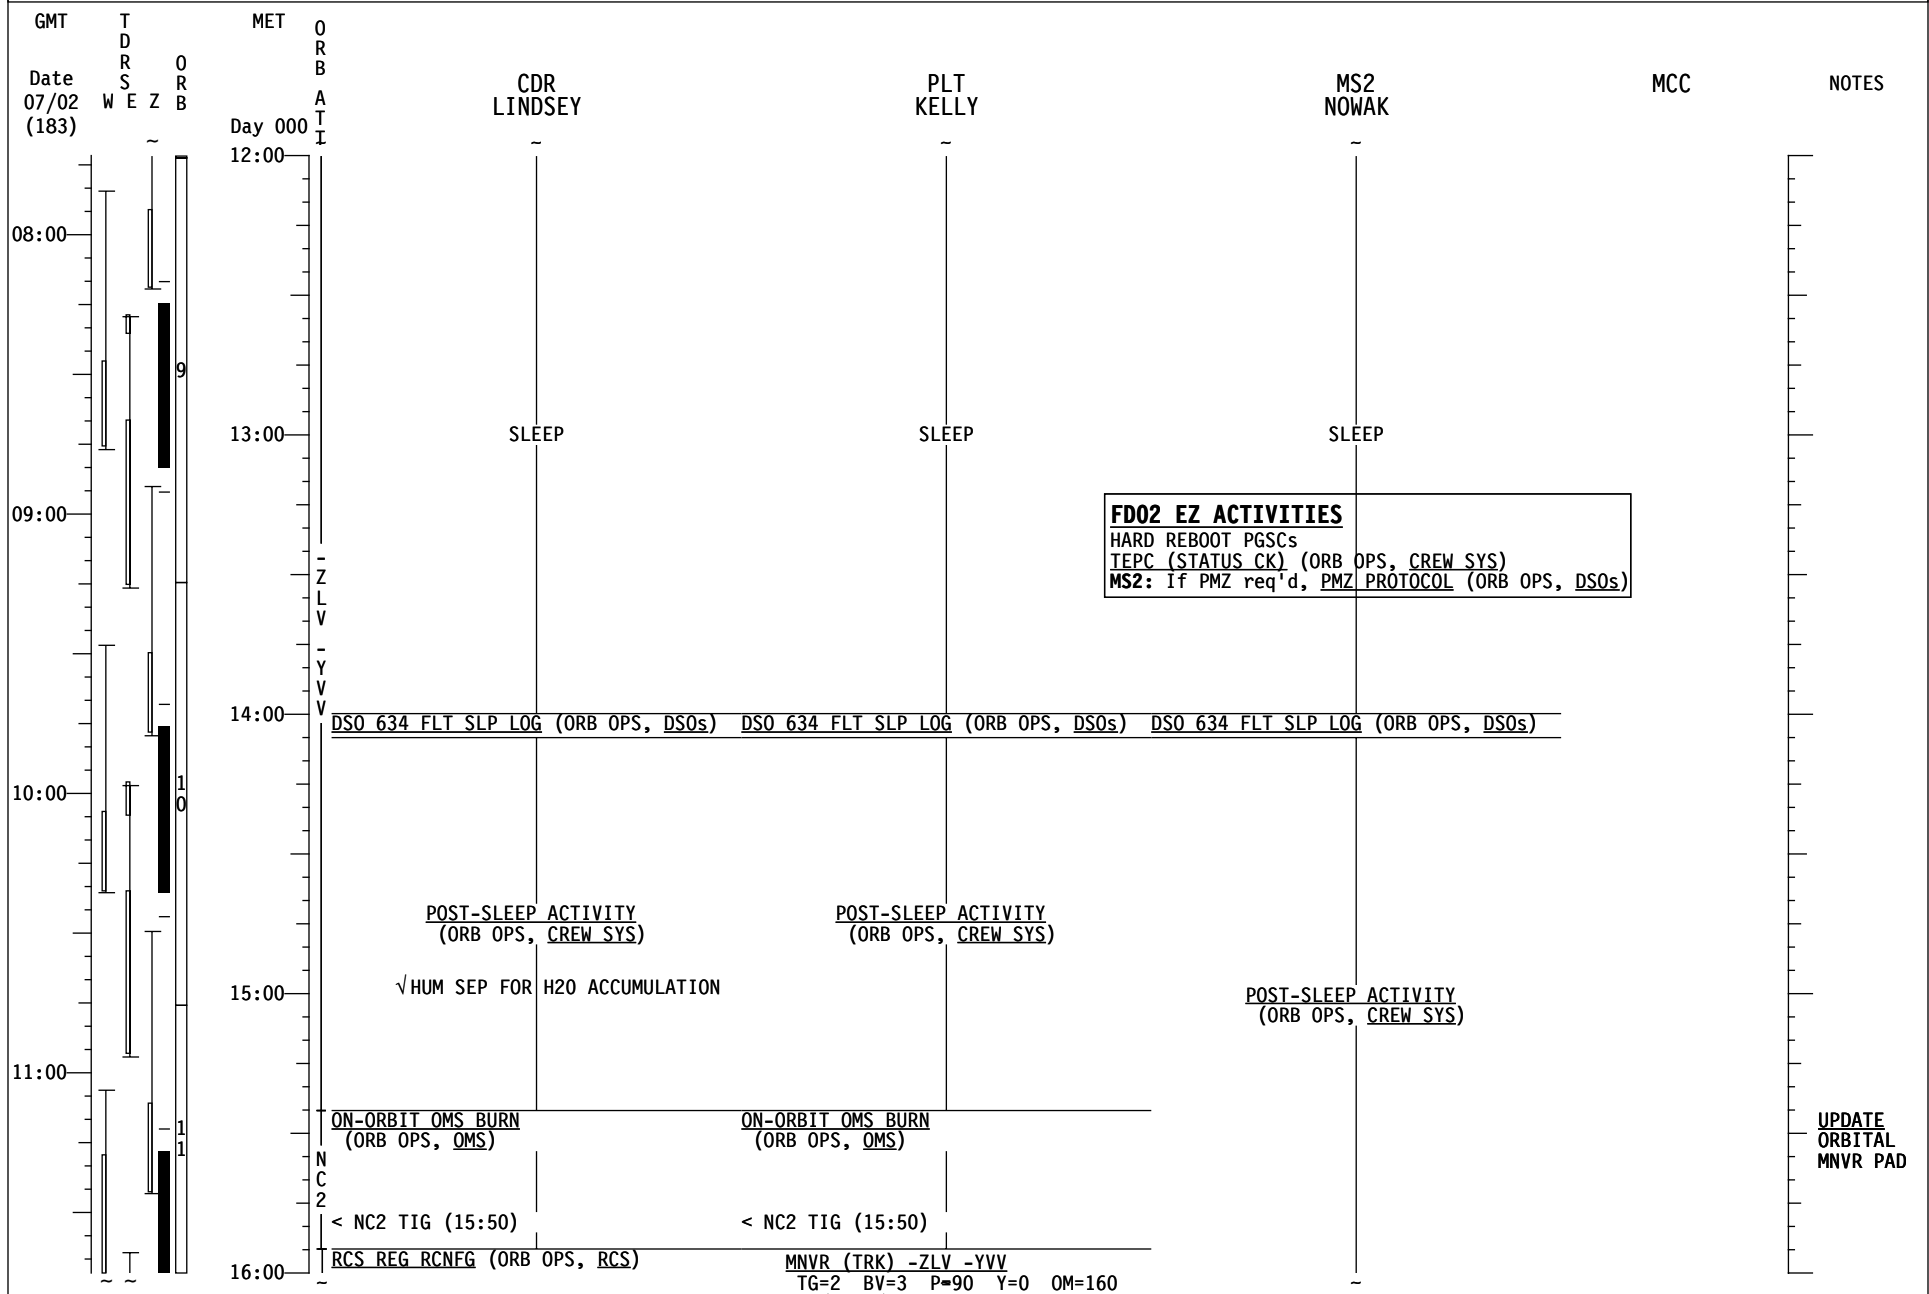 GMT
TDRS
W E Z
ORB
MET
ORB ATT
Date
07/02
(183)
Day 000
CDR
LINDSEY
PLT
KELLY
MS2
NOWAK
MCC
NOTES
~ ~ ~ ~
12:00
08:00
9
13:00
SLEEP SLEEP SLEEP
09:00
FD02 EZ ACTIVITIES
HARD REBOOT PGSCs
TEPC (STATUS CK) (ORB OPS, CREW SYS)
MS2: If PMZ req'd, PMZ PROTOCOL (ORB OPS, DSOs)
-ZLV -YVV
14:00
DSO 634 FLT SLP LOG (ORB OPS, DSOs) DSO 634 FLT SLP LOG (ORB OPS, DSOs) DSO 634 FLT SLP LOG (ORB OPS, DSOs)
10:00
10
POST-SLEEP ACTIVITY
(ORB OPS, CREW SYS)
POST-SLEEP ACTIVITY
(ORB OPS, CREW SYS)
√HUM SEP FOR H2O ACCUMULATION
15:00
POST-SLEEP ACTIVITY
(ORB OPS, CREW SYS)
11:00
11
ON-ORBIT OMS BURN
(ORB OPS, OMS)
ON-ORBIT OMS BURN
(ORB OPS, OMS)
UPDATE
ORBITAL
MNVR PAD
NC2
< NC2 TIG (15:50) < NC2 TIG (15:50)
RCS REG RCNFG (ORB OPS, RCS)
MNVR (TRK) -ZLV -YVV
16:00
TG=2 BV=3 P=90 Y=0 OM=160
~ ~ ~ ~